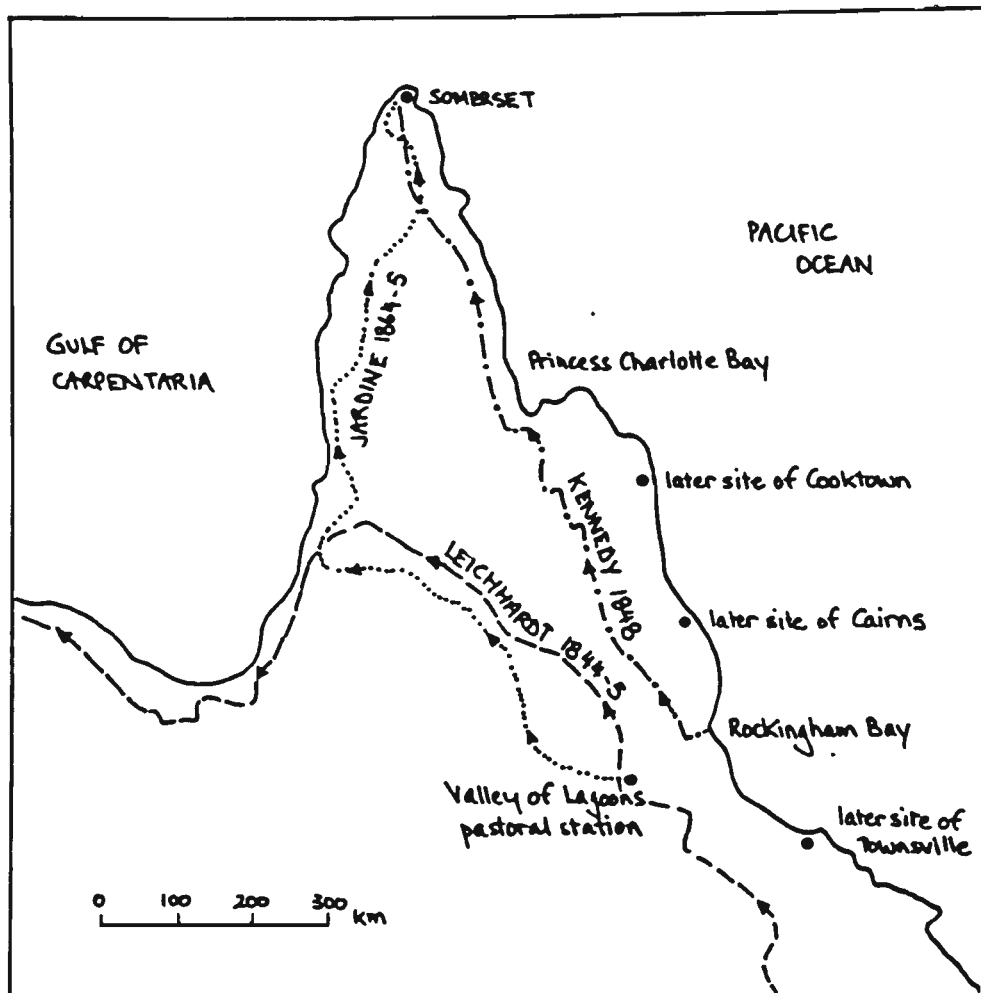 SOMERSET
PACIFIC
OCEAN
GULF OF
CARPENTARIA
JARDINE 1864-5
Princess Charlotte Bay
later site of Cooktown
KENNEDY 1848
LEICHHARDT 1844-5
later site of Cairns
Rockingham Bay
Valley of Lagoons
pastoral station
later site of
Townsville
0 100 200 300 km